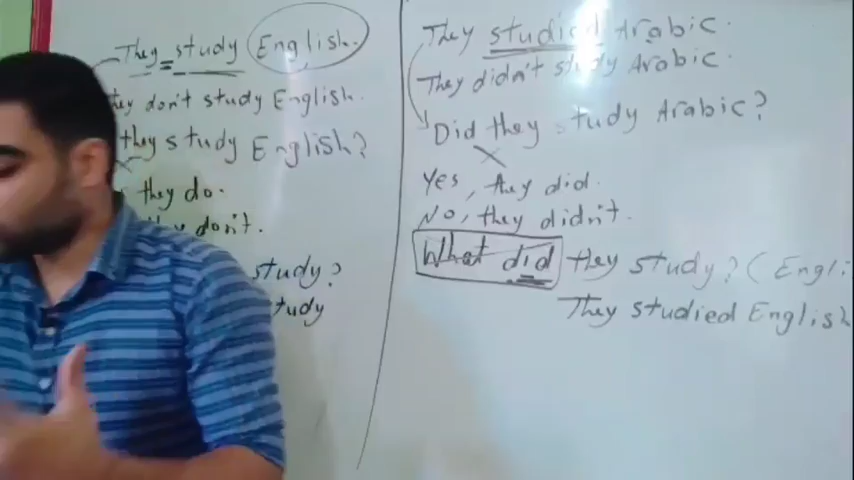 They study English.
They don't study English.
they study English?
they do.
they don't.
study?
study
They studied Arabic.
They didn't study Arabic.
Did they study Arabic?
Yes, they did.
No, they didn't.
What did they study? (Engli
They studied English